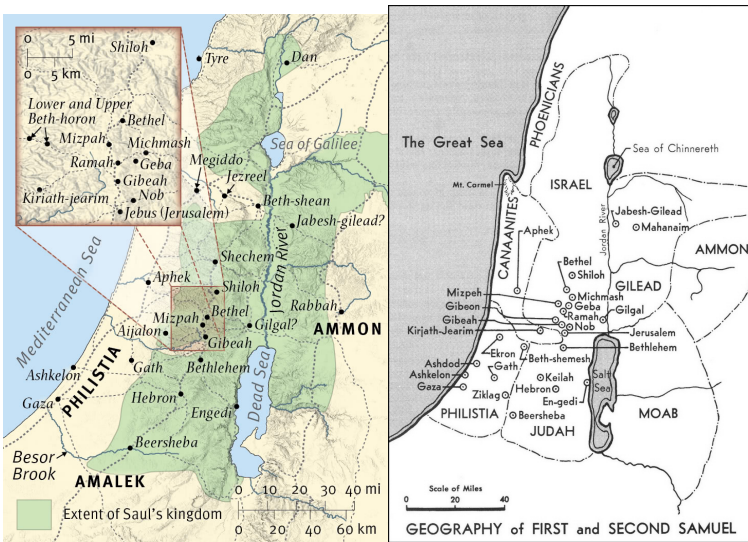 0 5 mi
0 5 km
Shiloh
Lower and Upper
Beth-horon
Bethel
Mizpah
Michmash
Ramah
Geba
Gibeah
Kiriath-jearim
Nob
Jebus (Jerusalem)
Tyre
Dan
Sea of Galilee
Megiddo
Jezreel
Beth-shean
Jabesh-gilead?
Mediterranean Sea
Shechem
Jordan River
Aphek
Shiloh
Rabbah
Bethel
Mizpah
Gilgal?
AMMON
Aijalon
Gibeah
PHILISTIA
Gath
Bethlehem
Ashkelon
Dead Sea
Gaza
Hebron
Engedi
Beersheba
Besor
Brook
AMALEK
0 10 20 30 40 mi
Extent of Saul's kingdom
0 20 40 60 km
PHOENICIANS
The Great Sea
Sea of Chinnereth
Mt. Carmel
ISRAEL
CANAANITES
Jordan River
Jabesh-Gilead
Aphek
Mahanaim
AMMON
Bethel
Shiloh
GILEAD
Mizpeh
Michmash
Gibeon
Geba
Gilgal
Gibeah
Ramah
Kirjath-Jearim
Nob
Jerusalem
Bethlehem
Ekron
Beth-shemesh
Ashdod
Gath
Ashkelon
Keilah
Salt
Sea
Gaza
Hebron
Ziklag
En-gedi
MOAB
PHILISTIA
Beersheba
JUDAH
Scale of Miles
0 40
GEOGRAPHY of FIRST and SECOND SAMUEL